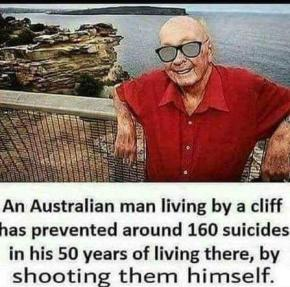 An Australian man living by a cliff
has prevented around 160 suicides
in his 50 years of living there, by
shooting them himself.